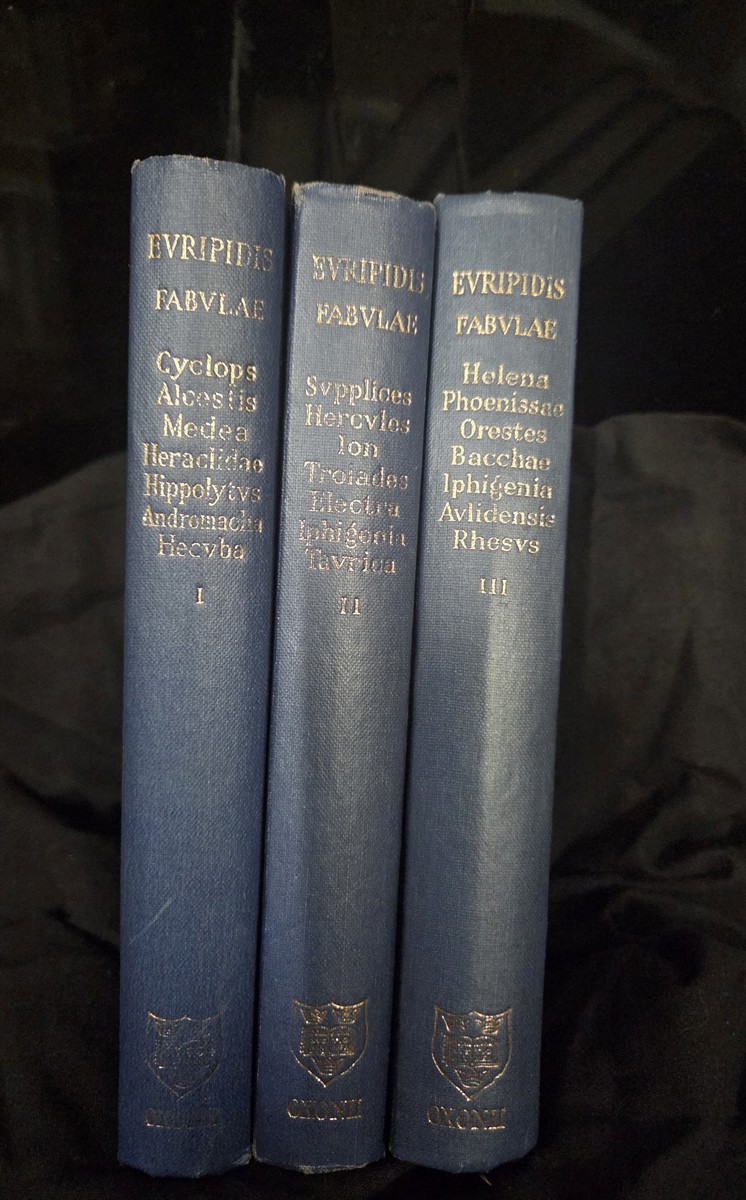 EVRIPIDIS
FABVLAE
Cyclops
Alcestis
Medea
Heraclidae
Hippolytvs
Andromacha
Hecvba
I
EVRIPIDIS
FABVLAE
Svpplices
Hercvles
Ion
Troiades
Electra
Iphigenia
Tavrica
II
OXONII
EVRIPIDIS
FABVLAE
Helena
Phoenissae
Orestes
Bacchae
Iphigenia
Avlidensis
Rhesvs
III
OXONII